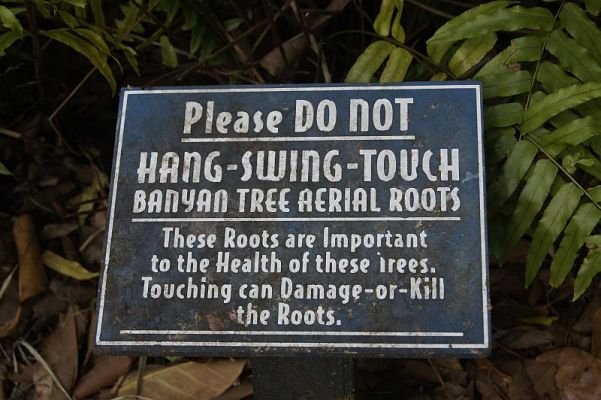 Please DO NOT
HANG-SWING-TOUCH
BANYAN TREE AERIAL ROOTS
These Roots are Important
to the Health of these Trees.
Touching can Damage-or-Kill
the Roots.